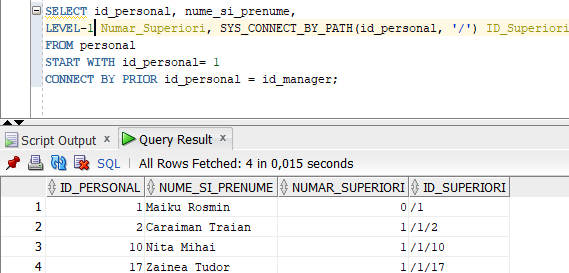 SELECT id_personal, nume_si_prenume,
LEVEL-1 Numar_Superiori, SYS_CONNECT_BY_PATH(id_personal, '/') ID_Superiori
FROM personal
START WITH id_personal= 1
CONNECT BY PRIOR id_personal = id_manager;
Script Output x Query Result x
SQL | All Rows Fetched: 4 in 0,015 seconds
ID_PERSONAL NUME_SI_PRENUME NUMAR_SUPERIORI ID_SUPERIORI
1 1 Maiku Rosmin 0 /1
2 2 Caraiman Traian 1 /1/2
3 10 Nita Mihai 1 /1/10
4 17 Zainea Tudor 1 /1/17